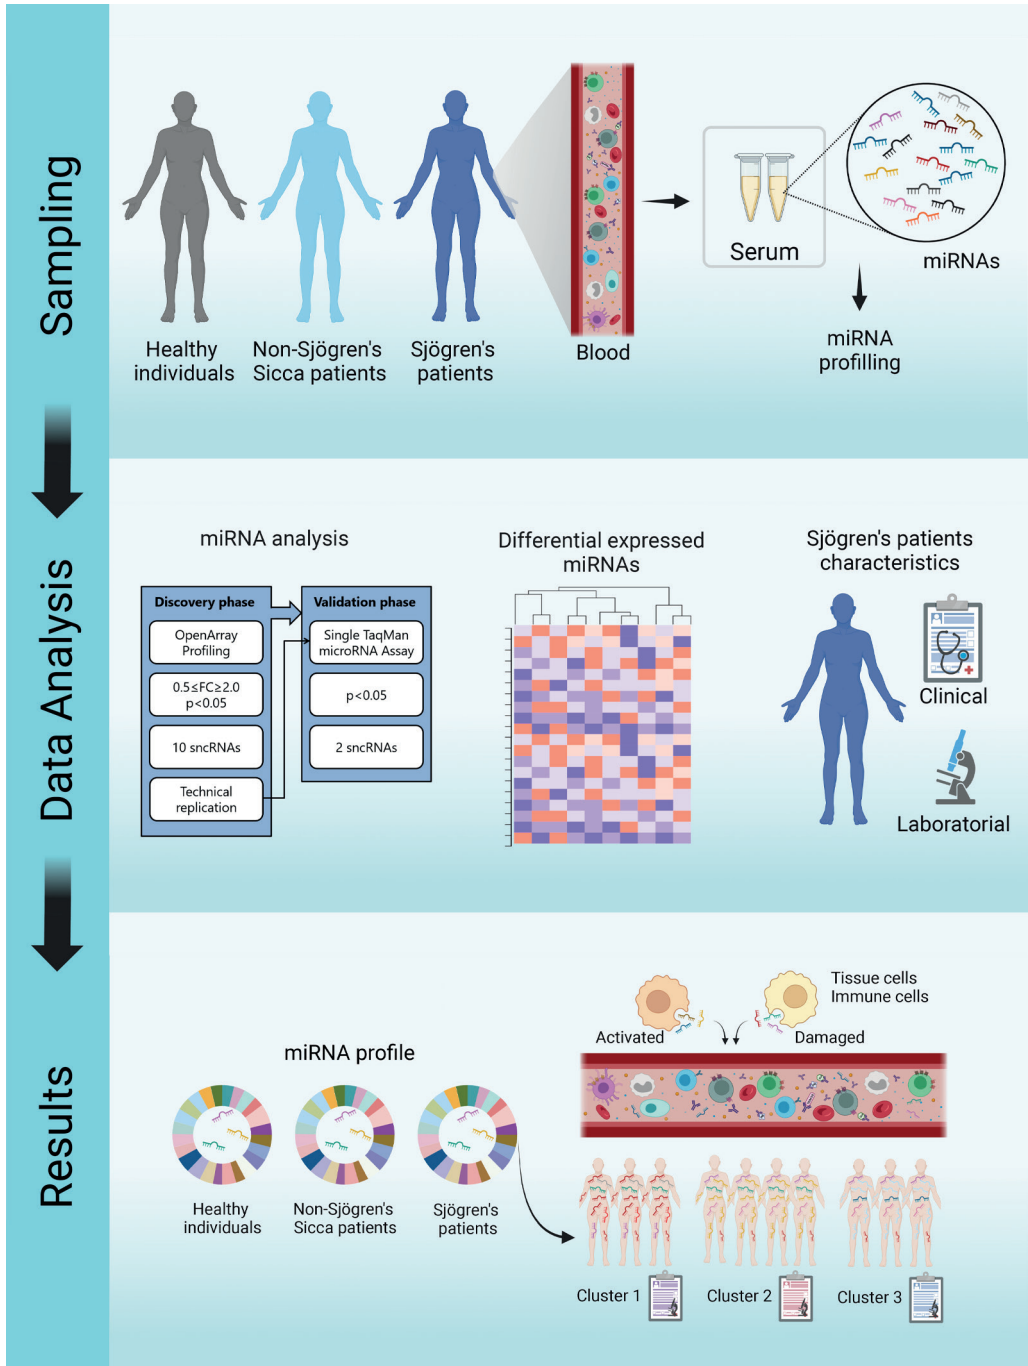 Sampling
Healthy
individuals
Non-Sjögren's
Sicca patients
Sjögren's
patients
Blood
Serum
miRNAs
miRNA
profilling
Data Analysis
miRNA analysis
Discovery phase
OpenArray
Profiling
0.5≤FC≥2.0
p<0.05
10 sncRNAs
Technical
replication
Validation phase
Single TaqMan
microRNA Assay
p<0.05
2 sncRNAs
Differential expressed
miRNAs
Sjögren's patients
characteristics
Clinical
Laboratorial
Results
miRNA profile
Healthy
individuals
Non-Sjögren's
Sicca patients
Sjögren's
patients
Tissue cells
Immune cells
Activated
Damaged
Cluster 1
Cluster 2
Cluster 3